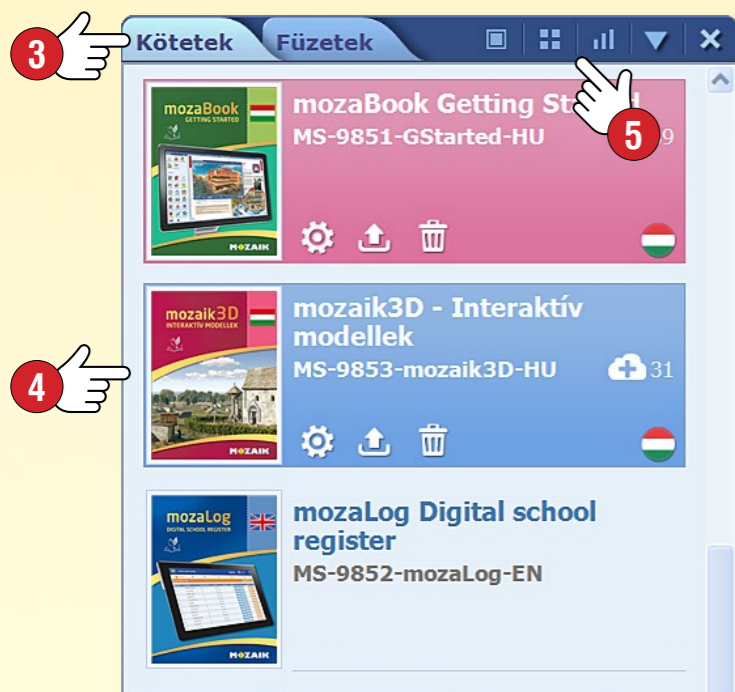 3
Kötetek Füzetek
mozaBook
GETTING STARTED
MOZAIK
mozaBook Getting St
MS-9851-GStarted-HU 9
5
4
mozaik3D
INTERAKTÍV MODELLEK
MOZAIK
mozaik3D - Interaktív
modellek
MS-9853-mozaik3D-HU 31
mozaLog
DIGITAL SCHOOL REGISTER
MOZAIK
mozaLog Digital school
register
MS-9852-mozaLog-EN